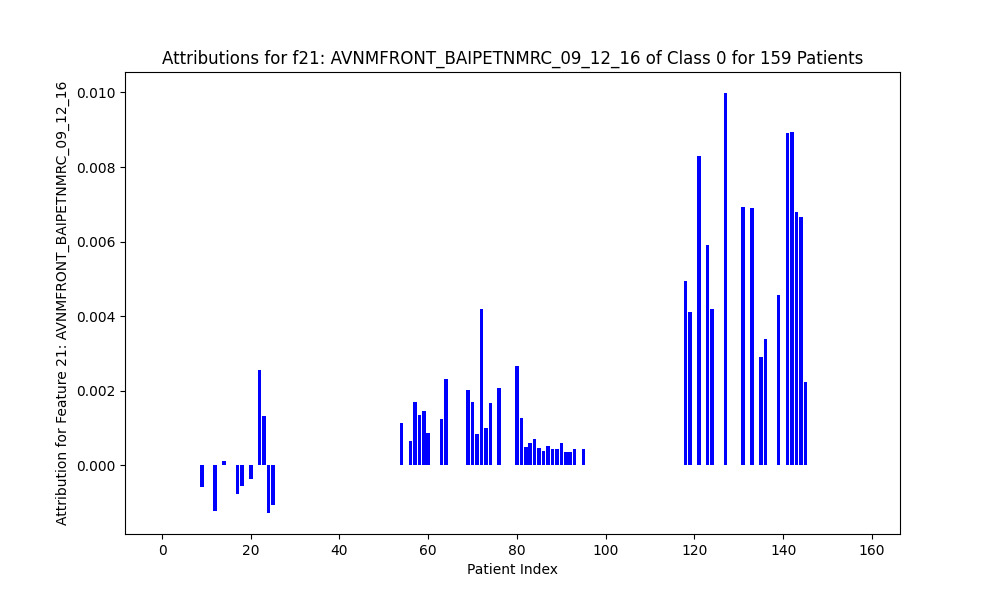 Attributions for f21: AVNMFRONT_BAIPETNMRC_09_12_16 of Class 0 for 159 Patients
Attribution for Feature 21: AVNMFRONT_BAIPETNMRC_09_12_16
0.010
0.008
0.006
0.004
0.002
0.000
0 20 40 60 80 100 120 140 160
Patient Index